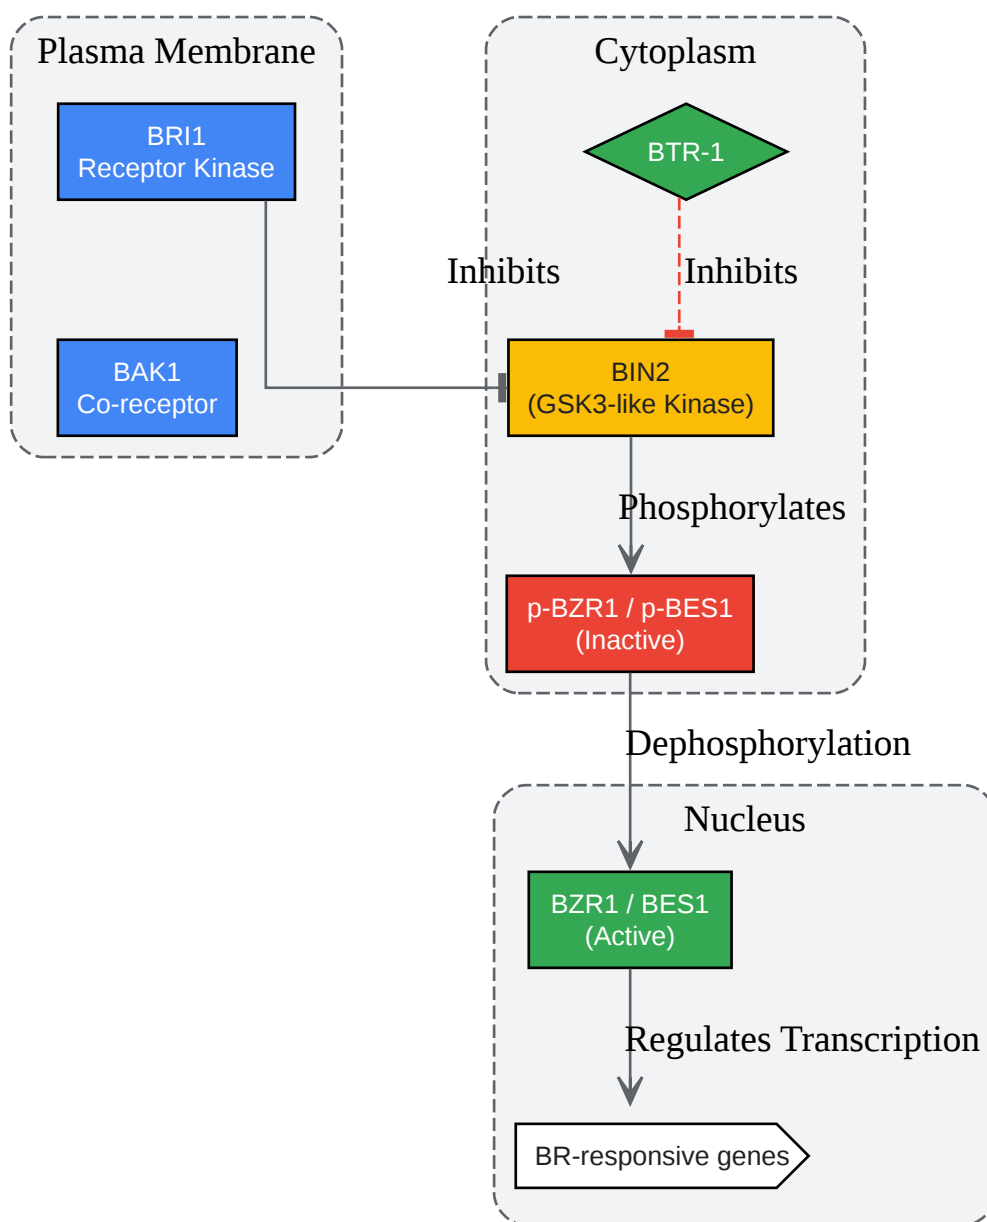 Plasma Membrane
BRI1
Receptor Kinase
BAK1
Co-receptor
Cytoplasm
BTR-1
Inhibits
Inhibits
BIN2
(GSK3-like Kinase)
Phosphorylates
p-BZR1 / p-BES1
(Inactive)
Dephosphorylation
Nucleus
BZR1 / BES1
(Active)
Regulates Transcription
BR-responsive genes